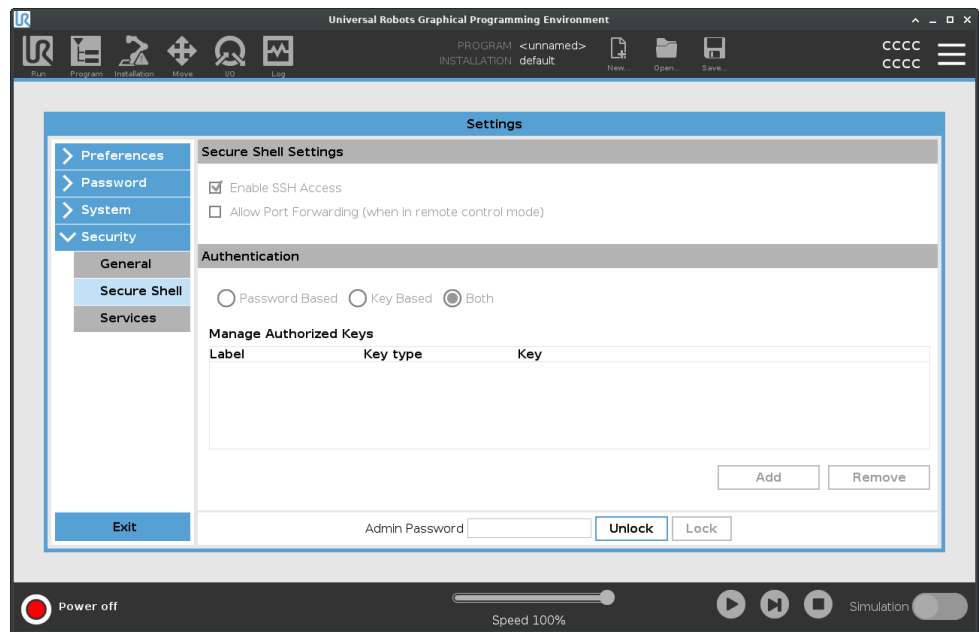 Universal Robots Graphical Programming Environment
UR
PROGRAM <unnamed>
INSTALLATION default
Run Program Installation Move I/O Log New... Open... Save...
CCCC
CCCC
Settings
Preferences
Password
System
Security
General
Secure Shell
Services
Exit
Secure Shell Settings
Enable SSH Access
Allow Port Forwarding (when in remote control mode)
Authentication
Password Based Key Based Both
Manage Authorized Keys
Label Key type Key
Add Remove
Admin Password Unlock Lock
Power off
Speed 100%
Simulation